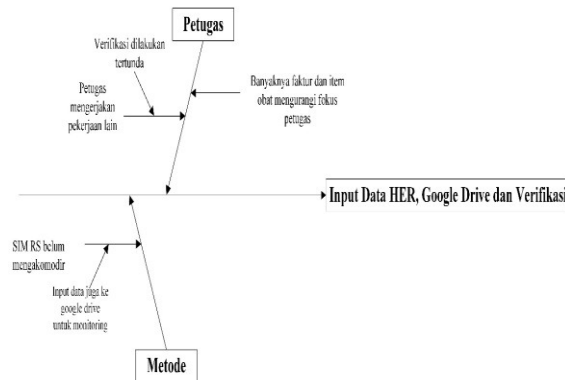 Petugas
Verifikasi dilakukan
tertunda
Banyaknya faktur dan item
obat mengurangi fokus
petugas
Petugas
mengerjakan
pekerjaan lain
Input Data HER, Google Drive dan Verifikasi
SIM RS belum
mengakomodir
Input data juga ke
google drive
untuk monitoring
Metode